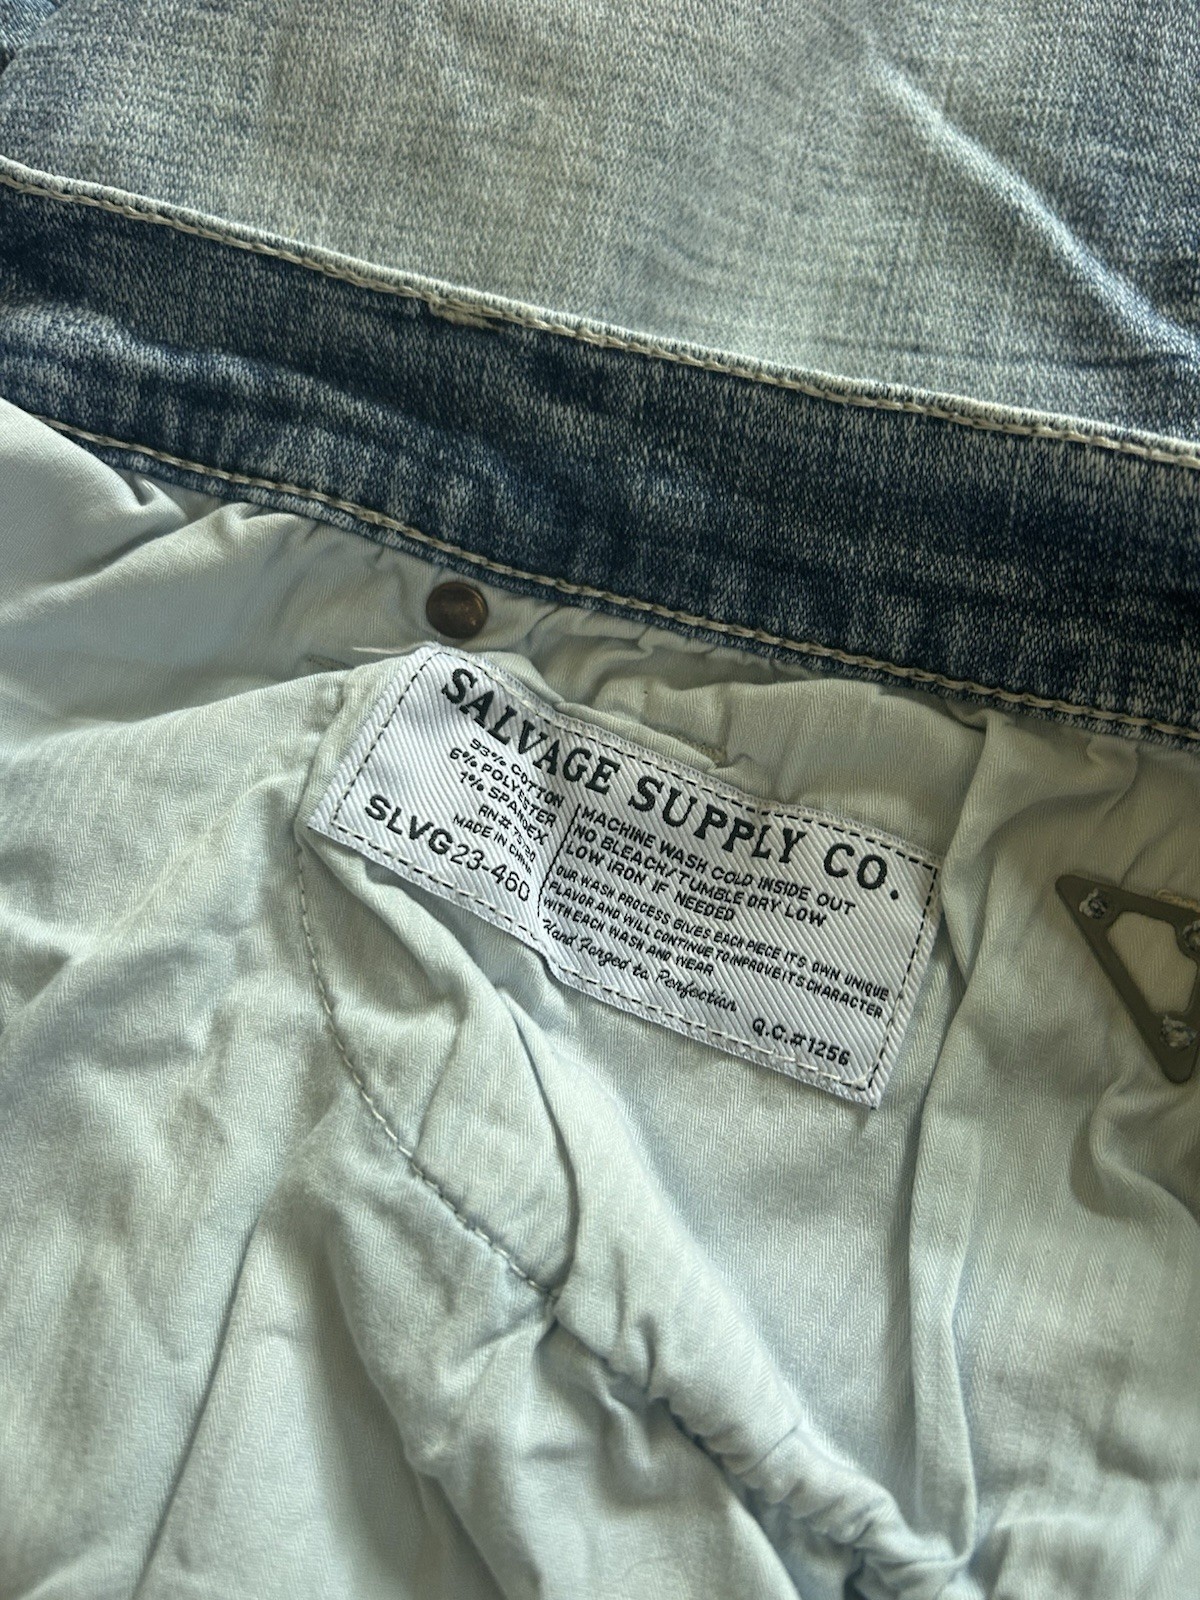 SALVAGE SUPPLY CO.
93% COTTON
6% POLYESTER
1% SPANDEX
RN#
MADE IN CHINA
SLVG23-460
MACHINE WASH COLD INSIDE OUT
NO BLEACH/TUMBLE DRY LOW
LOW IRON IF NEEDED
OUR WASH PROCESS GIVES EACH PIECE IT'S OWN UNIQUE
FLAVOR AND WILL CONTINUE TO INPROVE ITS CHARACTER
WITH EACH WASH AND WEAR
Hand Forged to Perfection
Q.C.#1256